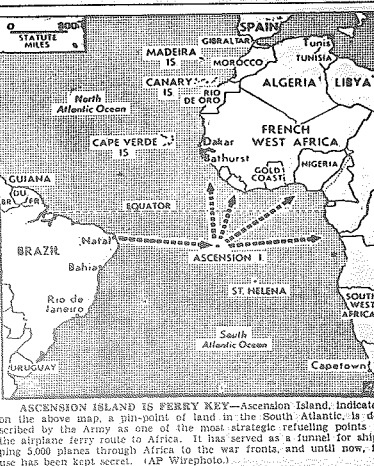 0 800
STATUTE
MILES
SPAIN
GIBRALTAR
MADEIRA
IS
MOROCCO
Tunis
TUNISIA
CANARY
IS
RIO
DE ORO
ALGERIA
LIBYA
North
Atlantic Ocean
FRENCH
WEST AFRICA
CAPE VERDE
IS
Dakar
Bathurst
GOLD
COAST
NIGERIA
GUIANA
BR
DU
FR
EQUATOR
BRAZIL
Natal
Bahia
ASCENSION I.
ST. HELENA
Rio de
Janeiro
SOUTH
WEST
AFRICA
South
Atlantic Ocean
URUGUAY
Capetown
ASCENSION ISLAND IS FERRY KEY—Ascension Island, indicate
on the above map, a pin-point of land in the South Atlantic, is d
scribed by the Army as one of the most strategic refueling points
the airplane ferry route to Africa. It has served as a funnel for ship
ping 5,000 planes through Africa to the war fronts, and until now,
use has been kept secret. (AP Wirephoto.)